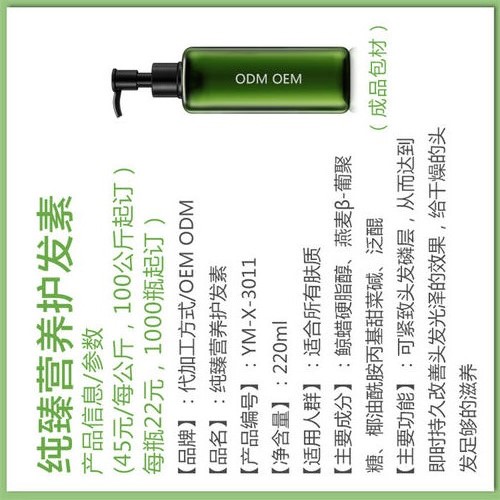 ODM OEM
(成品包材)
纯臻营养护发素
产品信息/参数
(45元/每公斤，100公斤起订)
每瓶22元，1000瓶起订)
【品牌】:代加工方式/OEM ODM
【品名】:纯臻营养护发素
【产品编号】:YM-X-3011
【净含量】:220ml
【适用人群】:适合所有肤质
【主要成分】:鲸蜡硬脂醇、燕麦β-葡聚
糖、椰油酰胺丙基甜菜碱、泛醌
【主要功能】:可紧致头发磷层，从而达到
即时持久改善头发光泽的效果，给干燥的头
发足够的滋养